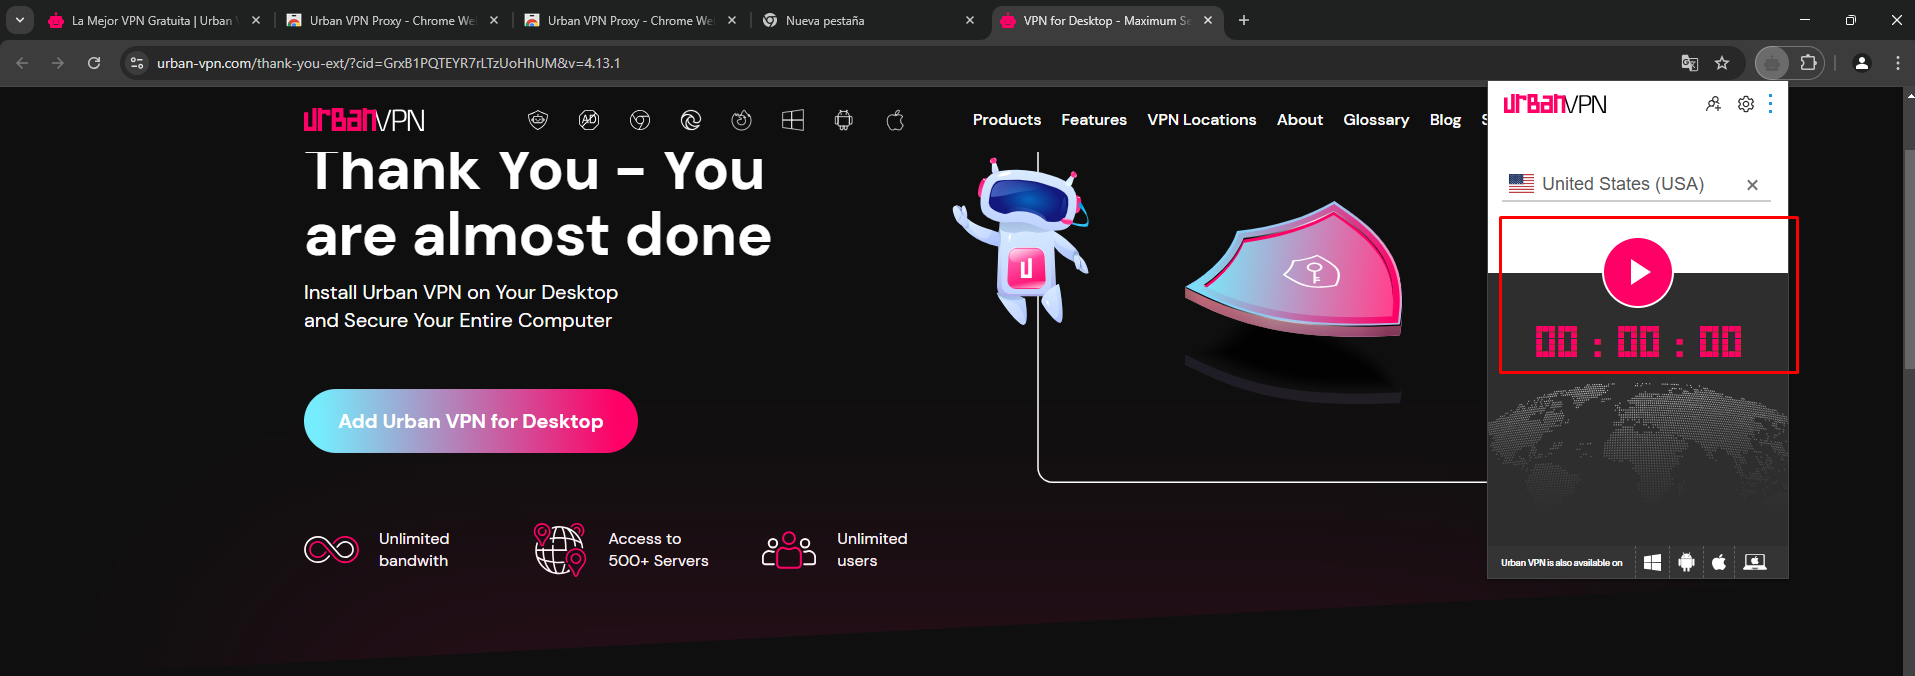 La Mejor VPN Gratuita | Urban
Urban VPN Proxy - Chrome We
Urban VPN Proxy - Chrome We
Nueva pestaña
VPN for Desktop - Maximum Se
urban-vpn.com/thank-you-ext/?cid=GrxB1PQTEYR7rLTzUoHhUM&v=4.13.1
urbanVPN
AD
Products
Features
VPN Locations
About
Glossary
Blog
S
Thank You – You
are almost done
Install Urban VPN on Your Desktop
and Secure Your Entire Computer
Add Urban VPN for Desktop
Unlimited
bandwith
Access to
500+ Servers
Unlimited
users
urbanVPN
United States (USA)
00:00:00
Urban VPN is also available on